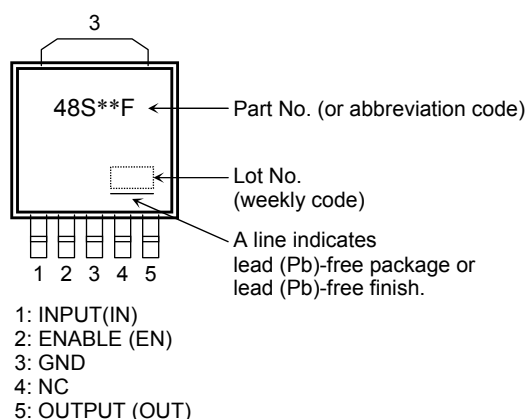 3
48S**F
Part No. (or abbreviation code)
Lot No.
(weekly code)
A line indicates
lead (Pb)-free package or
lead (Pb)-free finish.
1 2 3 4 5
1: INPUT(IN)
2: ENABLE (EN)
3: GND
4: NC
5: OUTPUT (OUT)